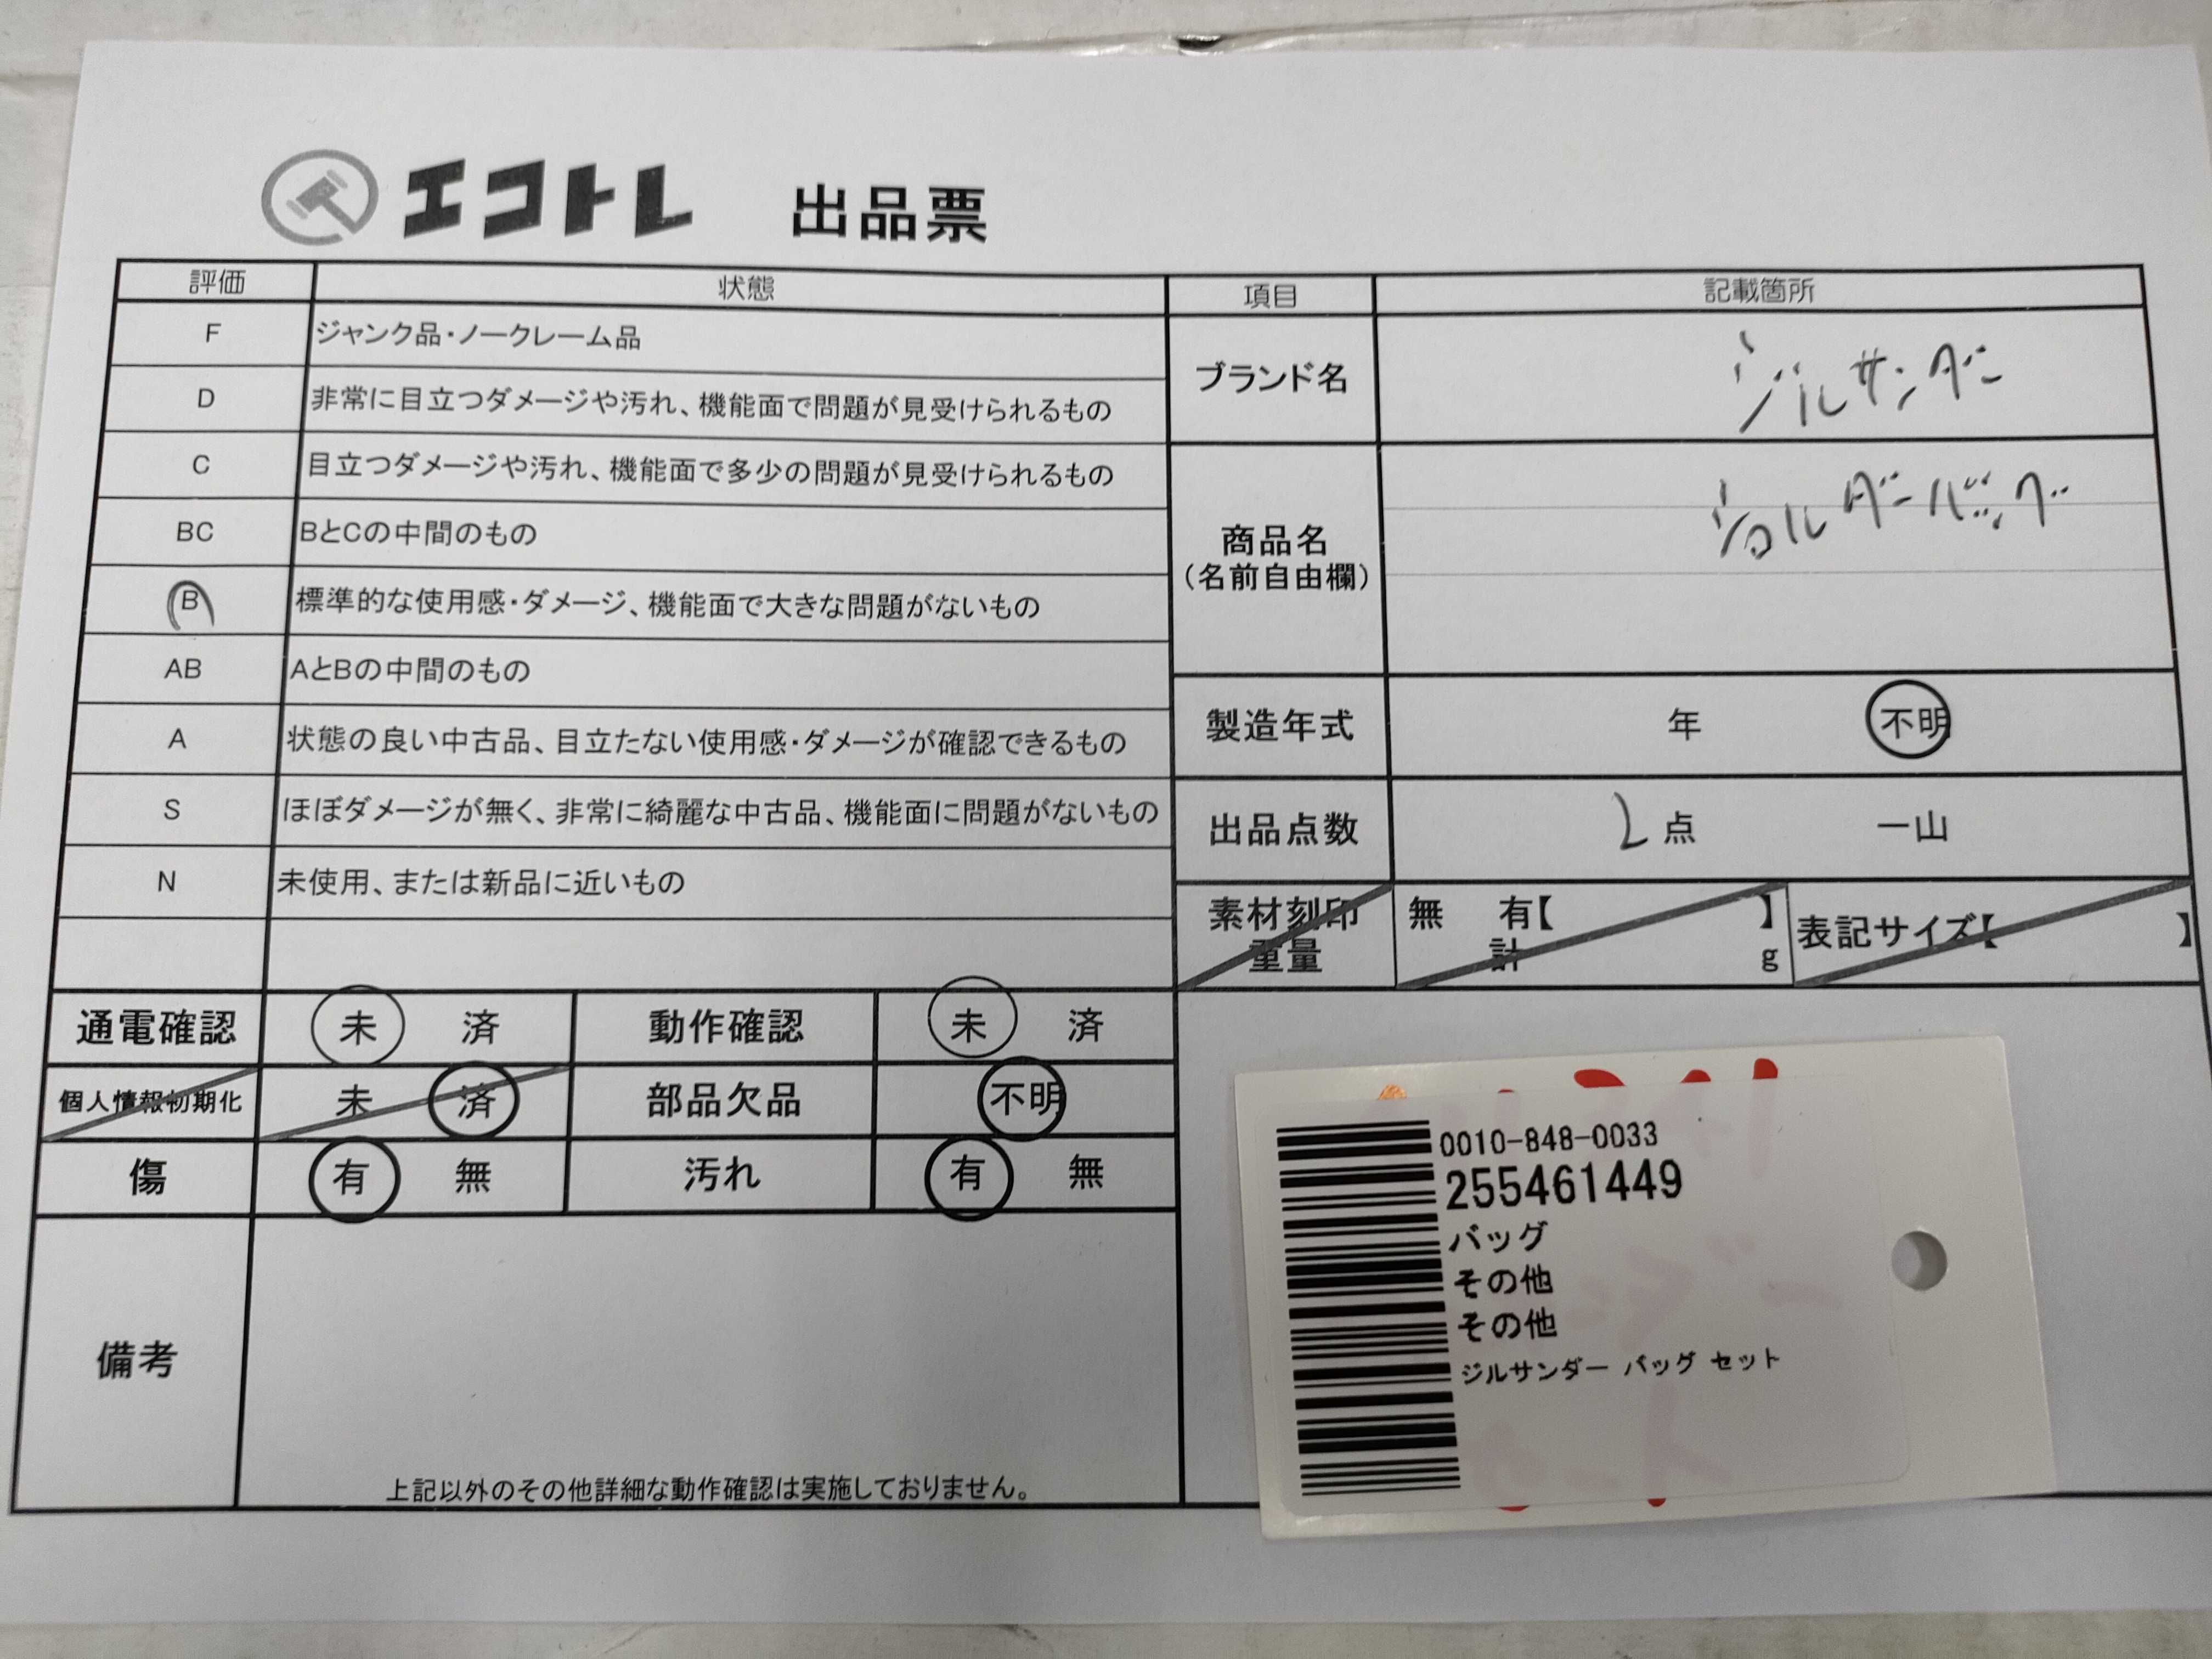 エコトレ 出品票
評価 状態 項目 記載箇所
F ジャンク品・ノークレーム品
D 非常に目立つダメージや汚れ、機能面で問題が見受けられるもの
C 目立つダメージや汚れ、機能面で多少の問題が見受けられるもの
BC BとCの中間のもの
B 標準的な使用感・ダメージ、機能面で大きな問題がないもの
AB AとBの中間のもの
A 状態の良い中古品、目立たない使用感・ダメージが確認できるもの
S ほぼダメージが無く、非常に綺麗な中古品、機能面に問題がないもの
N 未使用、または新品に近いもの
ブランド名 ジルサンダー
商品名 ショルダーバッグ
(名前自由欄)
製造年式 年 不明
出品点数 2 点 一山
素材刻印 無 有【 】 表記サイズ【 】
重量 計 g
通電確認 未 済 動作確認 未 済
個人情報初期化 未 済 部品欠品 不明
傷 有 無 汚れ 有 無
備考
上記以外のその他詳細な動作確認は実施しておりません。
0010-848-0033
255461449
バッグ
その他
その他
ジルサンダー バッグ セット